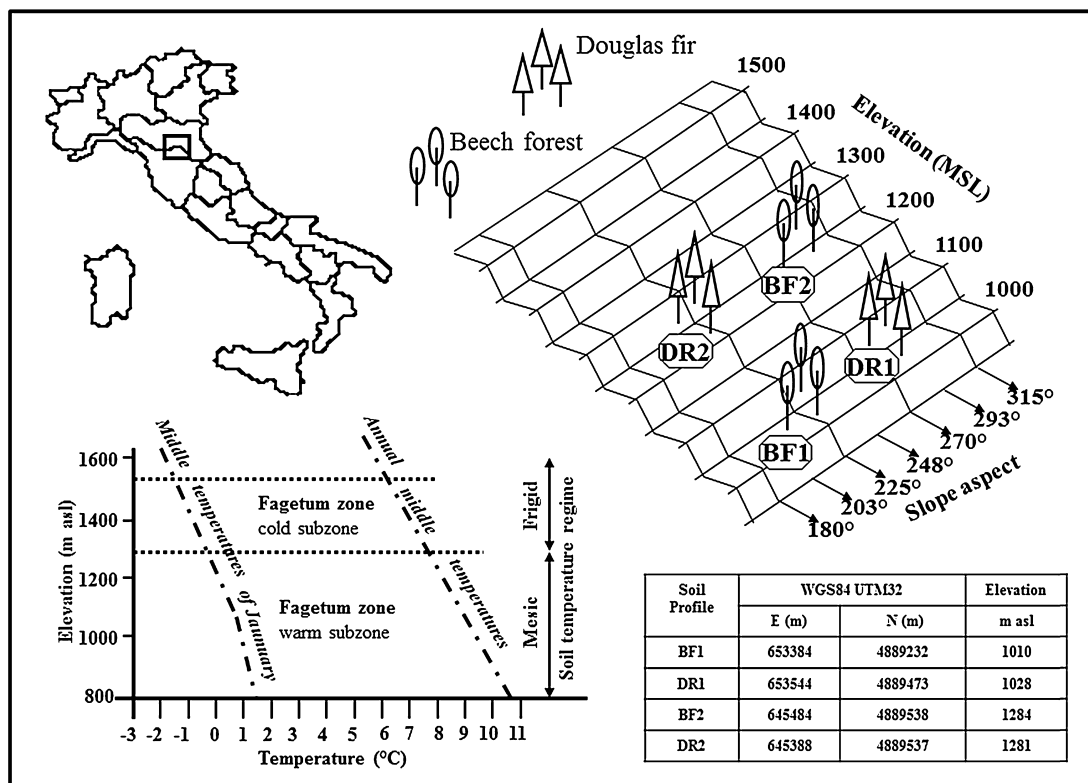 Douglas fir
Beech forest
Elevation (MSL)
1500
1400
1300
1200
1100
1000
BF2
DR2
DR1
BF1
315°
293°
270°
248°
225°
203°
180°
Slope aspect
Elevation (m asl)
1600
1400
1200
1000
800
Middle temperatures of Jaunuary
Annual middle temperatures
Fagetum zone
cold subzone
Fagetum zone
warm subzone
Frigid
Mesic
Soil temperature regime
-3 -2 -1 0 1 2 3 4 5 6 7 8 9 10 11
Temperature (°C)
Soil Profile WGS84 UTM32 Elevation
E (m) N (m) m asl
BF1 653384 4889232 1010
DR1 653544 4889473 1028
BF2 645484 4889538 1284
DR2 645388 4889537 1281